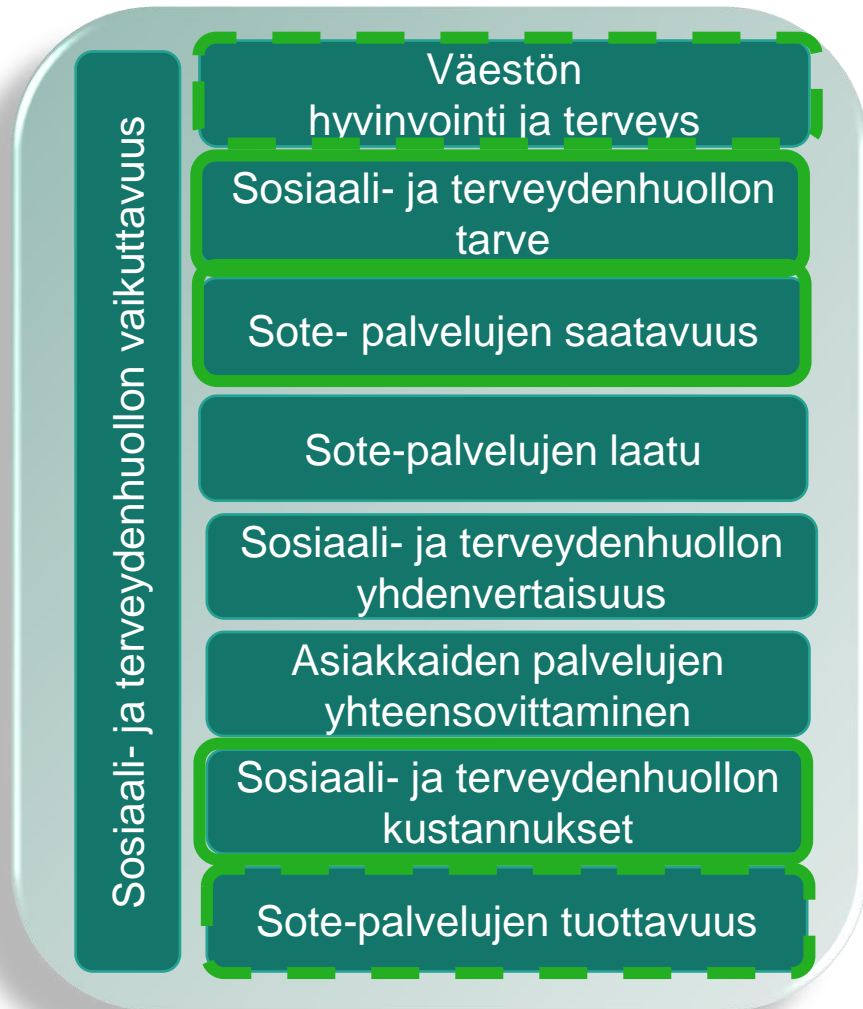 Sosiaali- ja terveydenhuollon vaikuttavuus
Väestön
hyvinvointi ja terveys
Sosiaali- ja terveydenhuollon
tarve
Sote- palvelujen saatavuus
Sote-palvelujen laatu
Sosiaali- ja terveydenhuollon
yhdenvertaisuus
Asiakkaiden palvelujen
yhteensovittaminen
Sosiaali- ja terveydenhuollon
kustannukset
Sote-palvelujen tuottavuus